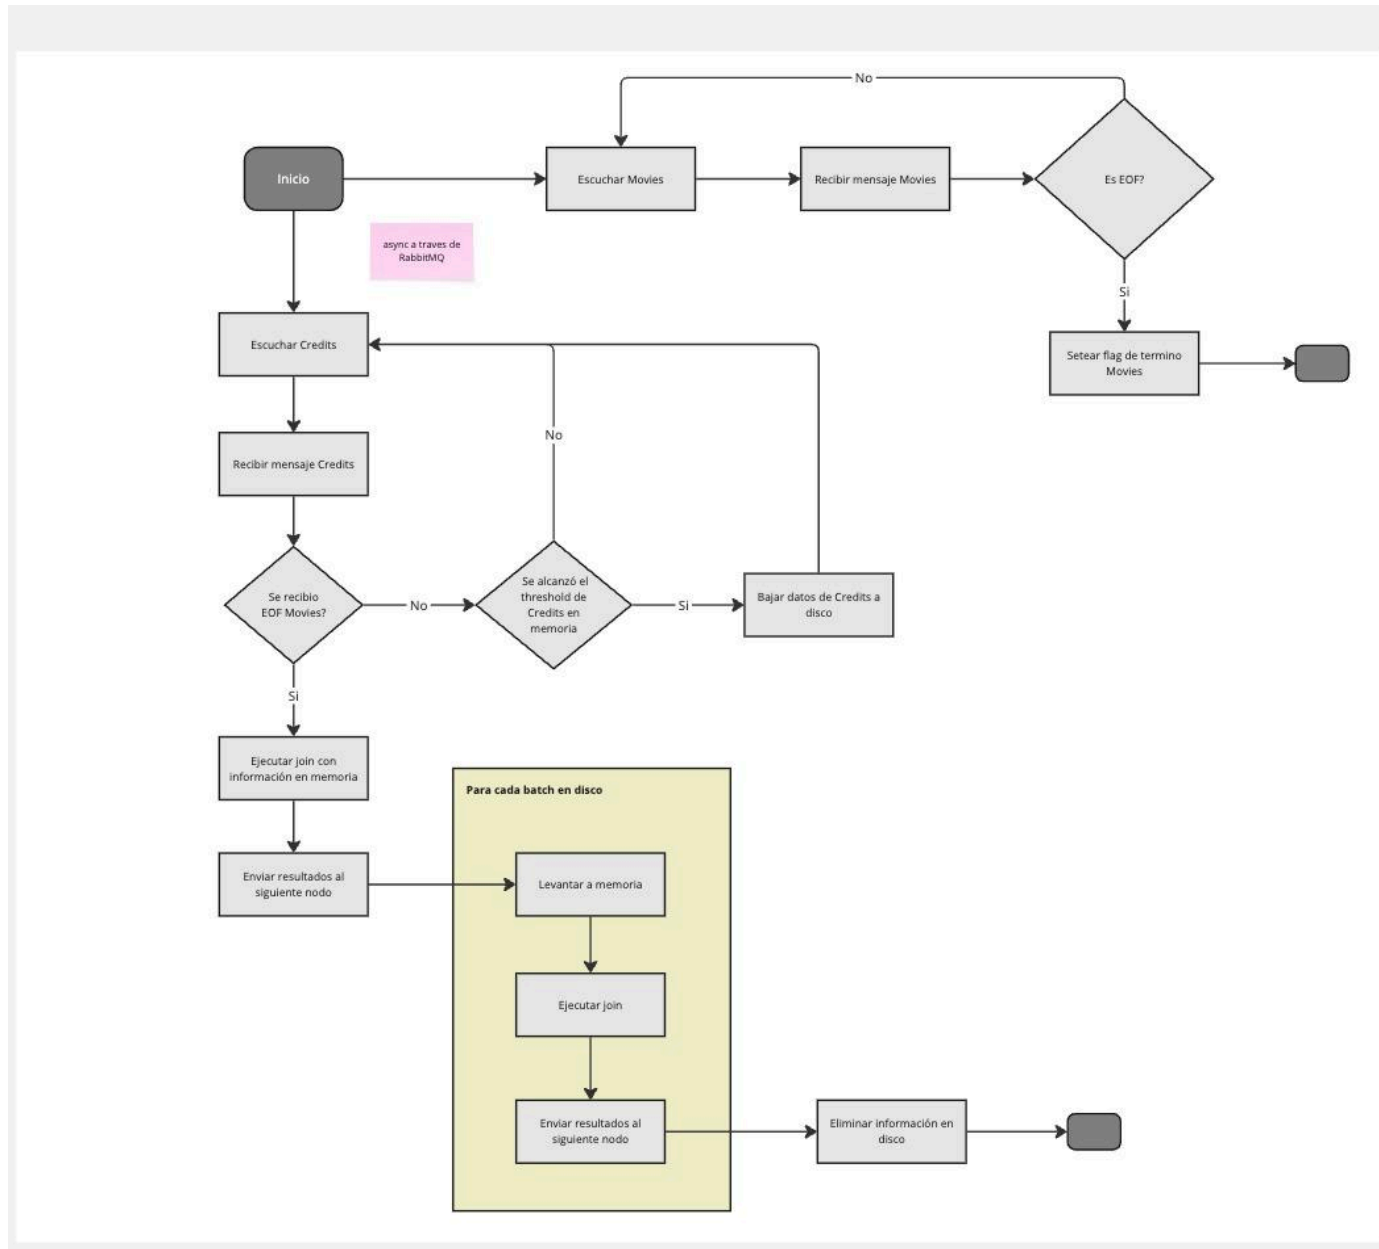 No
Inicio
Escuchar Movies
Recibir mensaje Movies
Es EOF?
async a traves de
RabbitMQ
Si
Setear flag de termino
Movies
Escuchar Credits
No
Recibir mensaje Credits
Se recibio
EOF Movies?
No
Se alcanzó el
threshold de
Credits en
memoria
Si
Bajar datos de Credits a
disco
Si
Ejecutar join con
información en memoria
Para cada batch en disco
Enviar resultados al
siguiente nodo
Levantar a memoria
Ejecutar join
Enviar resultados al
siguiente nodo
Eliminar información en
disco